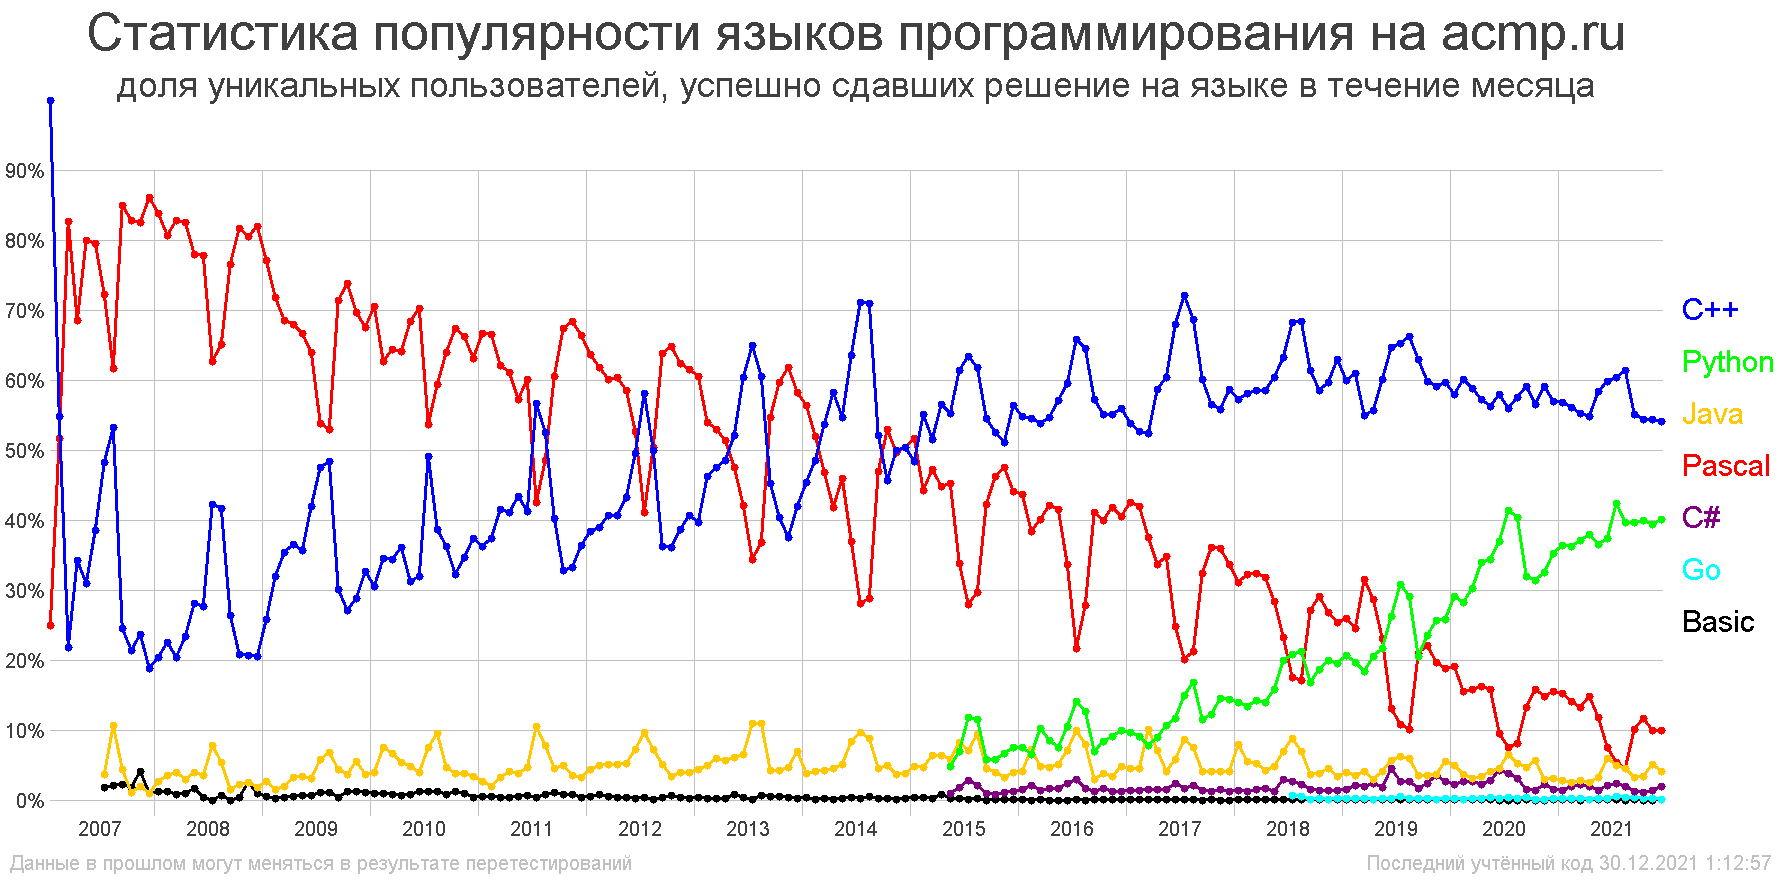 Статистика популярности языков программирования на acmp.ru
доля уникальных пользователей, успешно сдавших решение на языке в течение месяца
90%
80%
70%
60%
50%
40%
30%
20%
10%
0%
C++
Python
Java
Pascal
C#
Go
Basic
2007 2008 2009 2010 2011 2012 2013 2014 2015 2016 2017 2018 2019 2020 2021
Данные в прошлом могут меняться в результате перетестирований
Последний учтённый код 30.12.2021 1:12:57